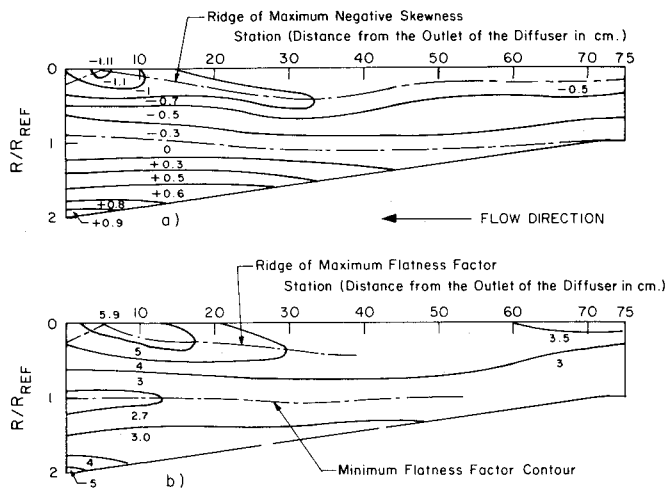 Ridge of Maximum Negative Skewness
Station (Distance from the Outlet of the Diffuser in cm.)
-1.11
0 10 20 30 40 50 60 70 75
-1.1
-1
-0.7
-0.5
-0.5
-0.3
0
+0.3
+0.5
+0.6
+0.8
+0.9
R/R_REF
0
1
2
a)
FLOW DIRECTION
Ridge of Maximum Flatness Factor
Station (Distance from the Outlet of the Diffuser in cm.)
5.9
0 10 20 30 40 50 60 70 75
3.5
5
4
3
3
2.7
3.0
4
5
R/R_REF
0
1
2
b)
Minimum Flatness Factor Contour